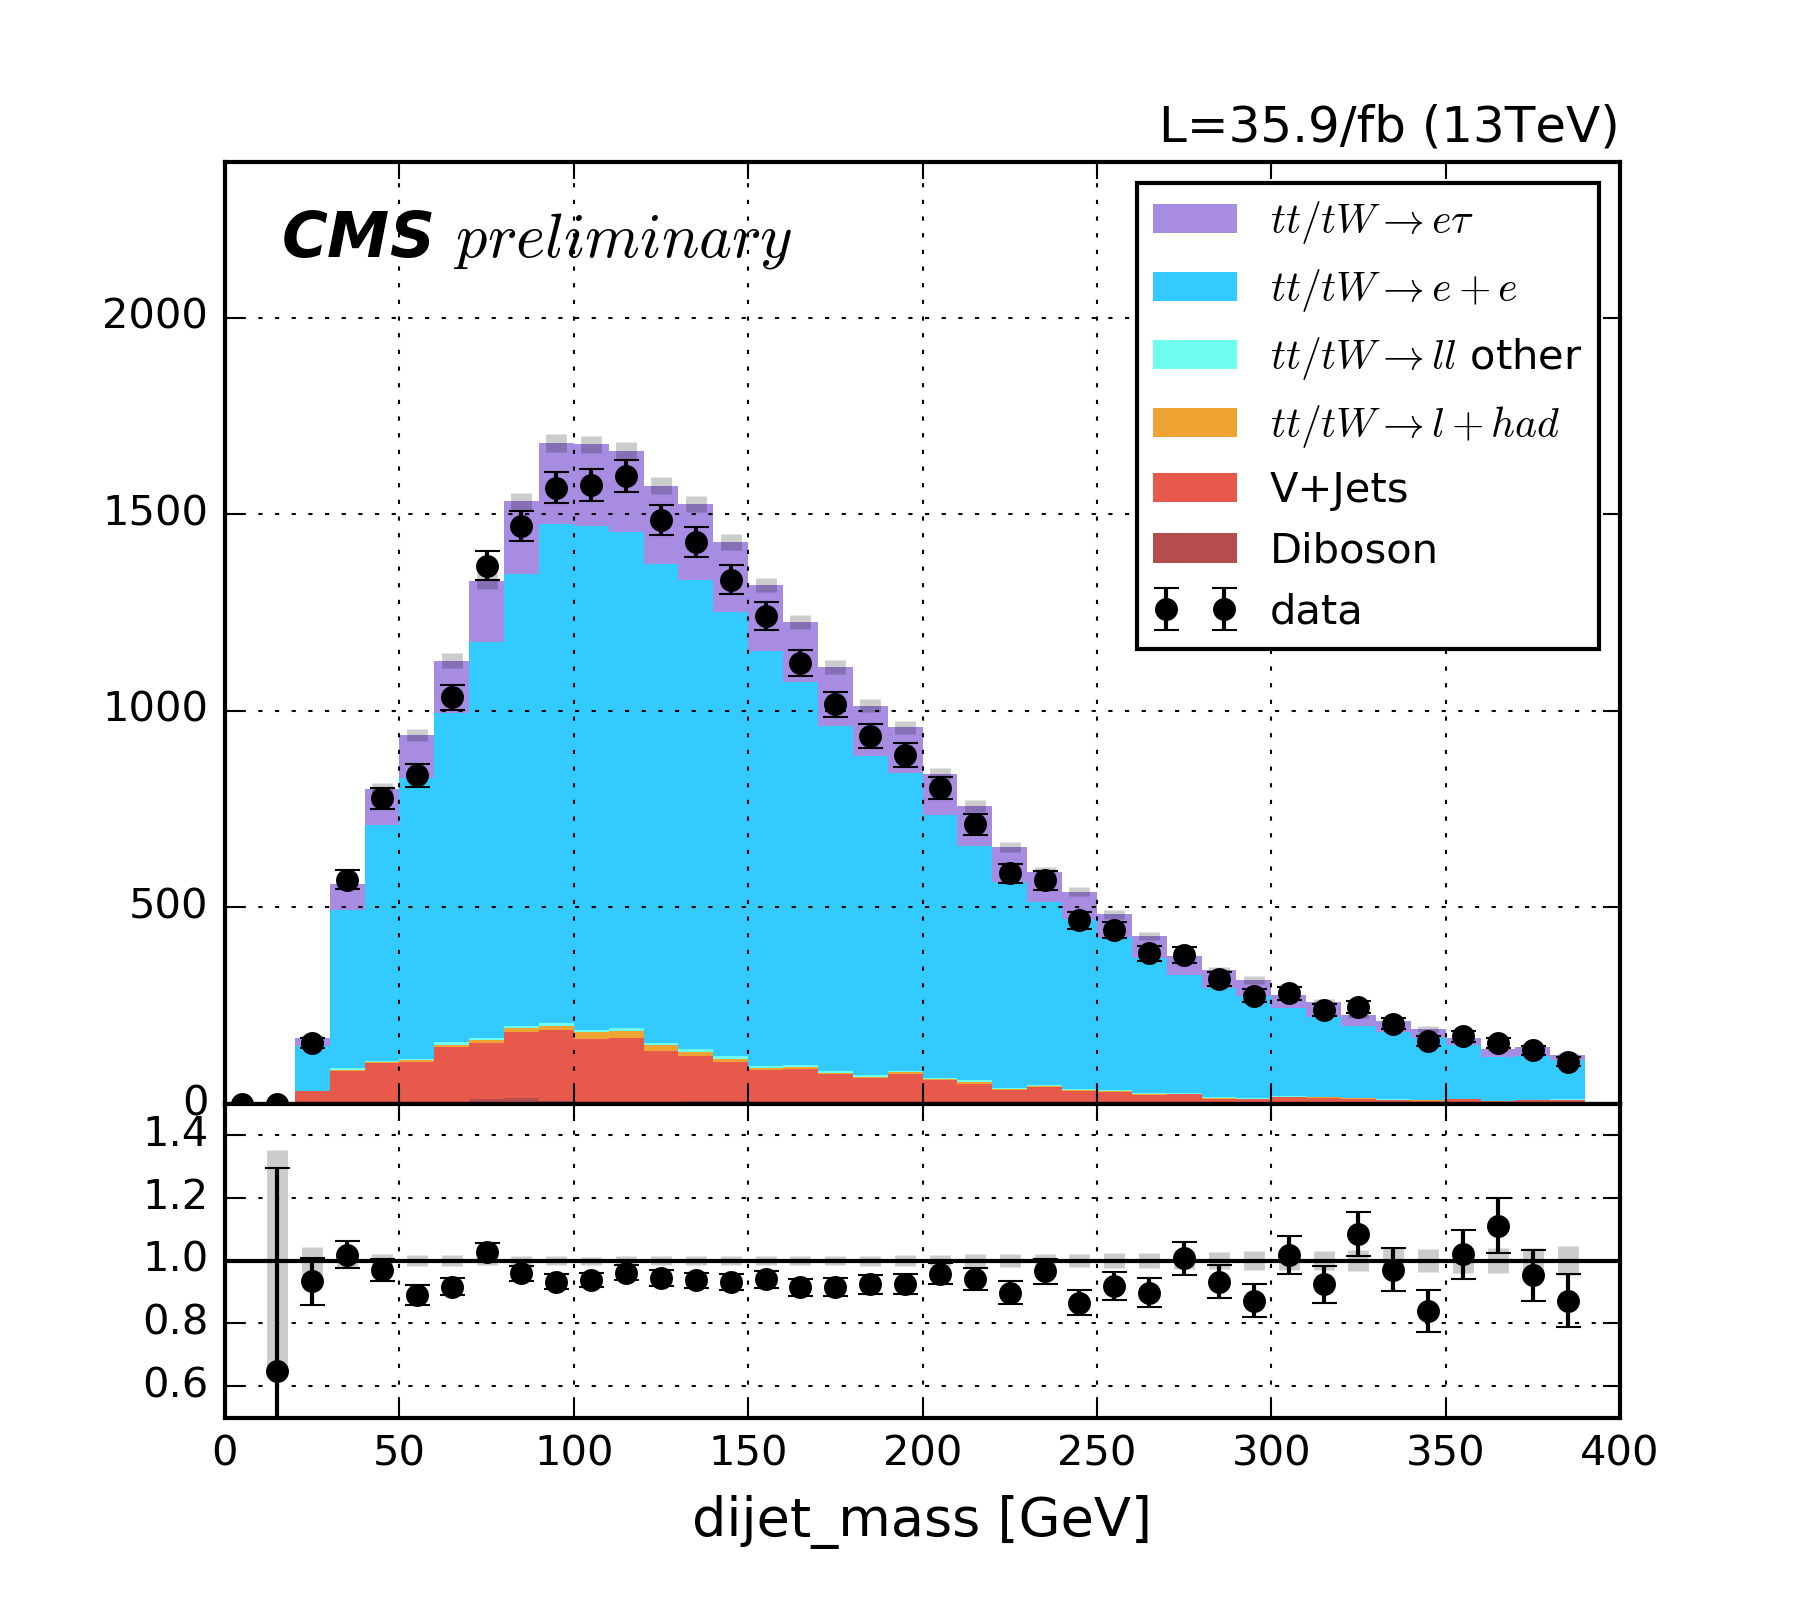 L=35.9/fb (13TeV)
CMS preliminary
tt/tW→eτ
tt/tW→e+e
tt/tW→ll other
tt/tW→l+had
V+Jets
Diboson
data
2000
1500
1000
500
0
1.4
1.2
1.0
0.8
0.6
0 50 100 150 200 250 300 350 400
dijet_mass [GeV]